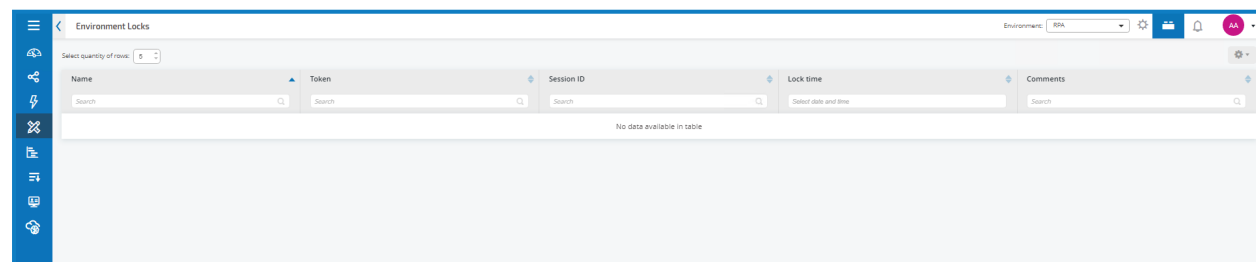 Environment Locks
Environment: RPA
AA
Select quantity of rows: 5
Name Token Session ID Lock time Comments
Search Search Search Select date and time Search
No data available in table